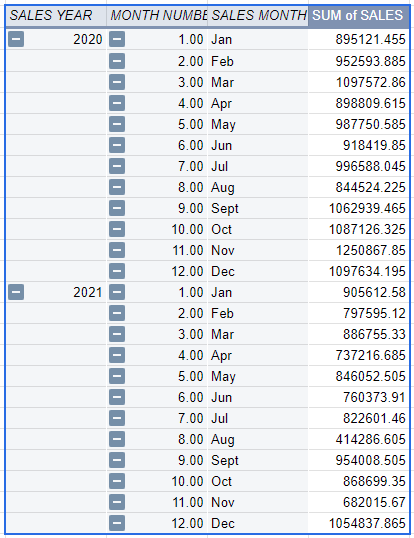 SALES YEAR MONTH NUMBE SALES MONTH SUM of SALES
2020 1.00 Jan 895121.455
2.00 Feb 952593.885
3.00 Mar 1097572.86
4.00 Apr 898809.615
5.00 May 987750.585
6.00 Jun 918419.85
7.00 Jul 996588.045
8.00 Aug 844524.225
9.00 Sept 1062939.465
10.00 Oct 1087126.325
11.00 Nov 1250867.85
12.00 Dec 1097634.195
2021 1.00 Jan 905612.58
2.00 Feb 797595.12
3.00 Mar 886755.33
4.00 Apr 737216.685
5.00 May 846052.505
6.00 Jun 760373.91
7.00 Jul 822601.46
8.00 Aug 414286.605
9.00 Sept 954008.505
10.00 Oct 868699.35
11.00 Nov 682015.67
12.00 Dec 1054837.865